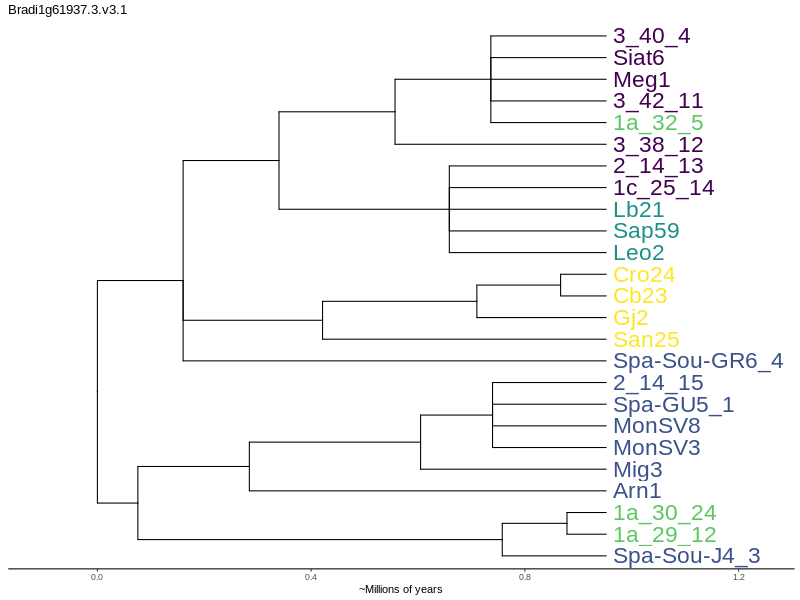 Bradi1g61937.3.v3.1
3_40_4
Siat6
Meg1
3_42_11
1a_32_5
3_38_12
2_14_13
1c_25_14
Lb21
Sap59
Leo2
Cro24
Cb23
Gj2
San25
Spa-Sou-GR6_4
2_14_15
Spa-GU5_1
MonSV8
MonSV3
Mig3
Arn1
1a_30_24
1a_29_12
Spa-Sou-J4_3
0.0 0.4 0.8 1.2
~Millions of years